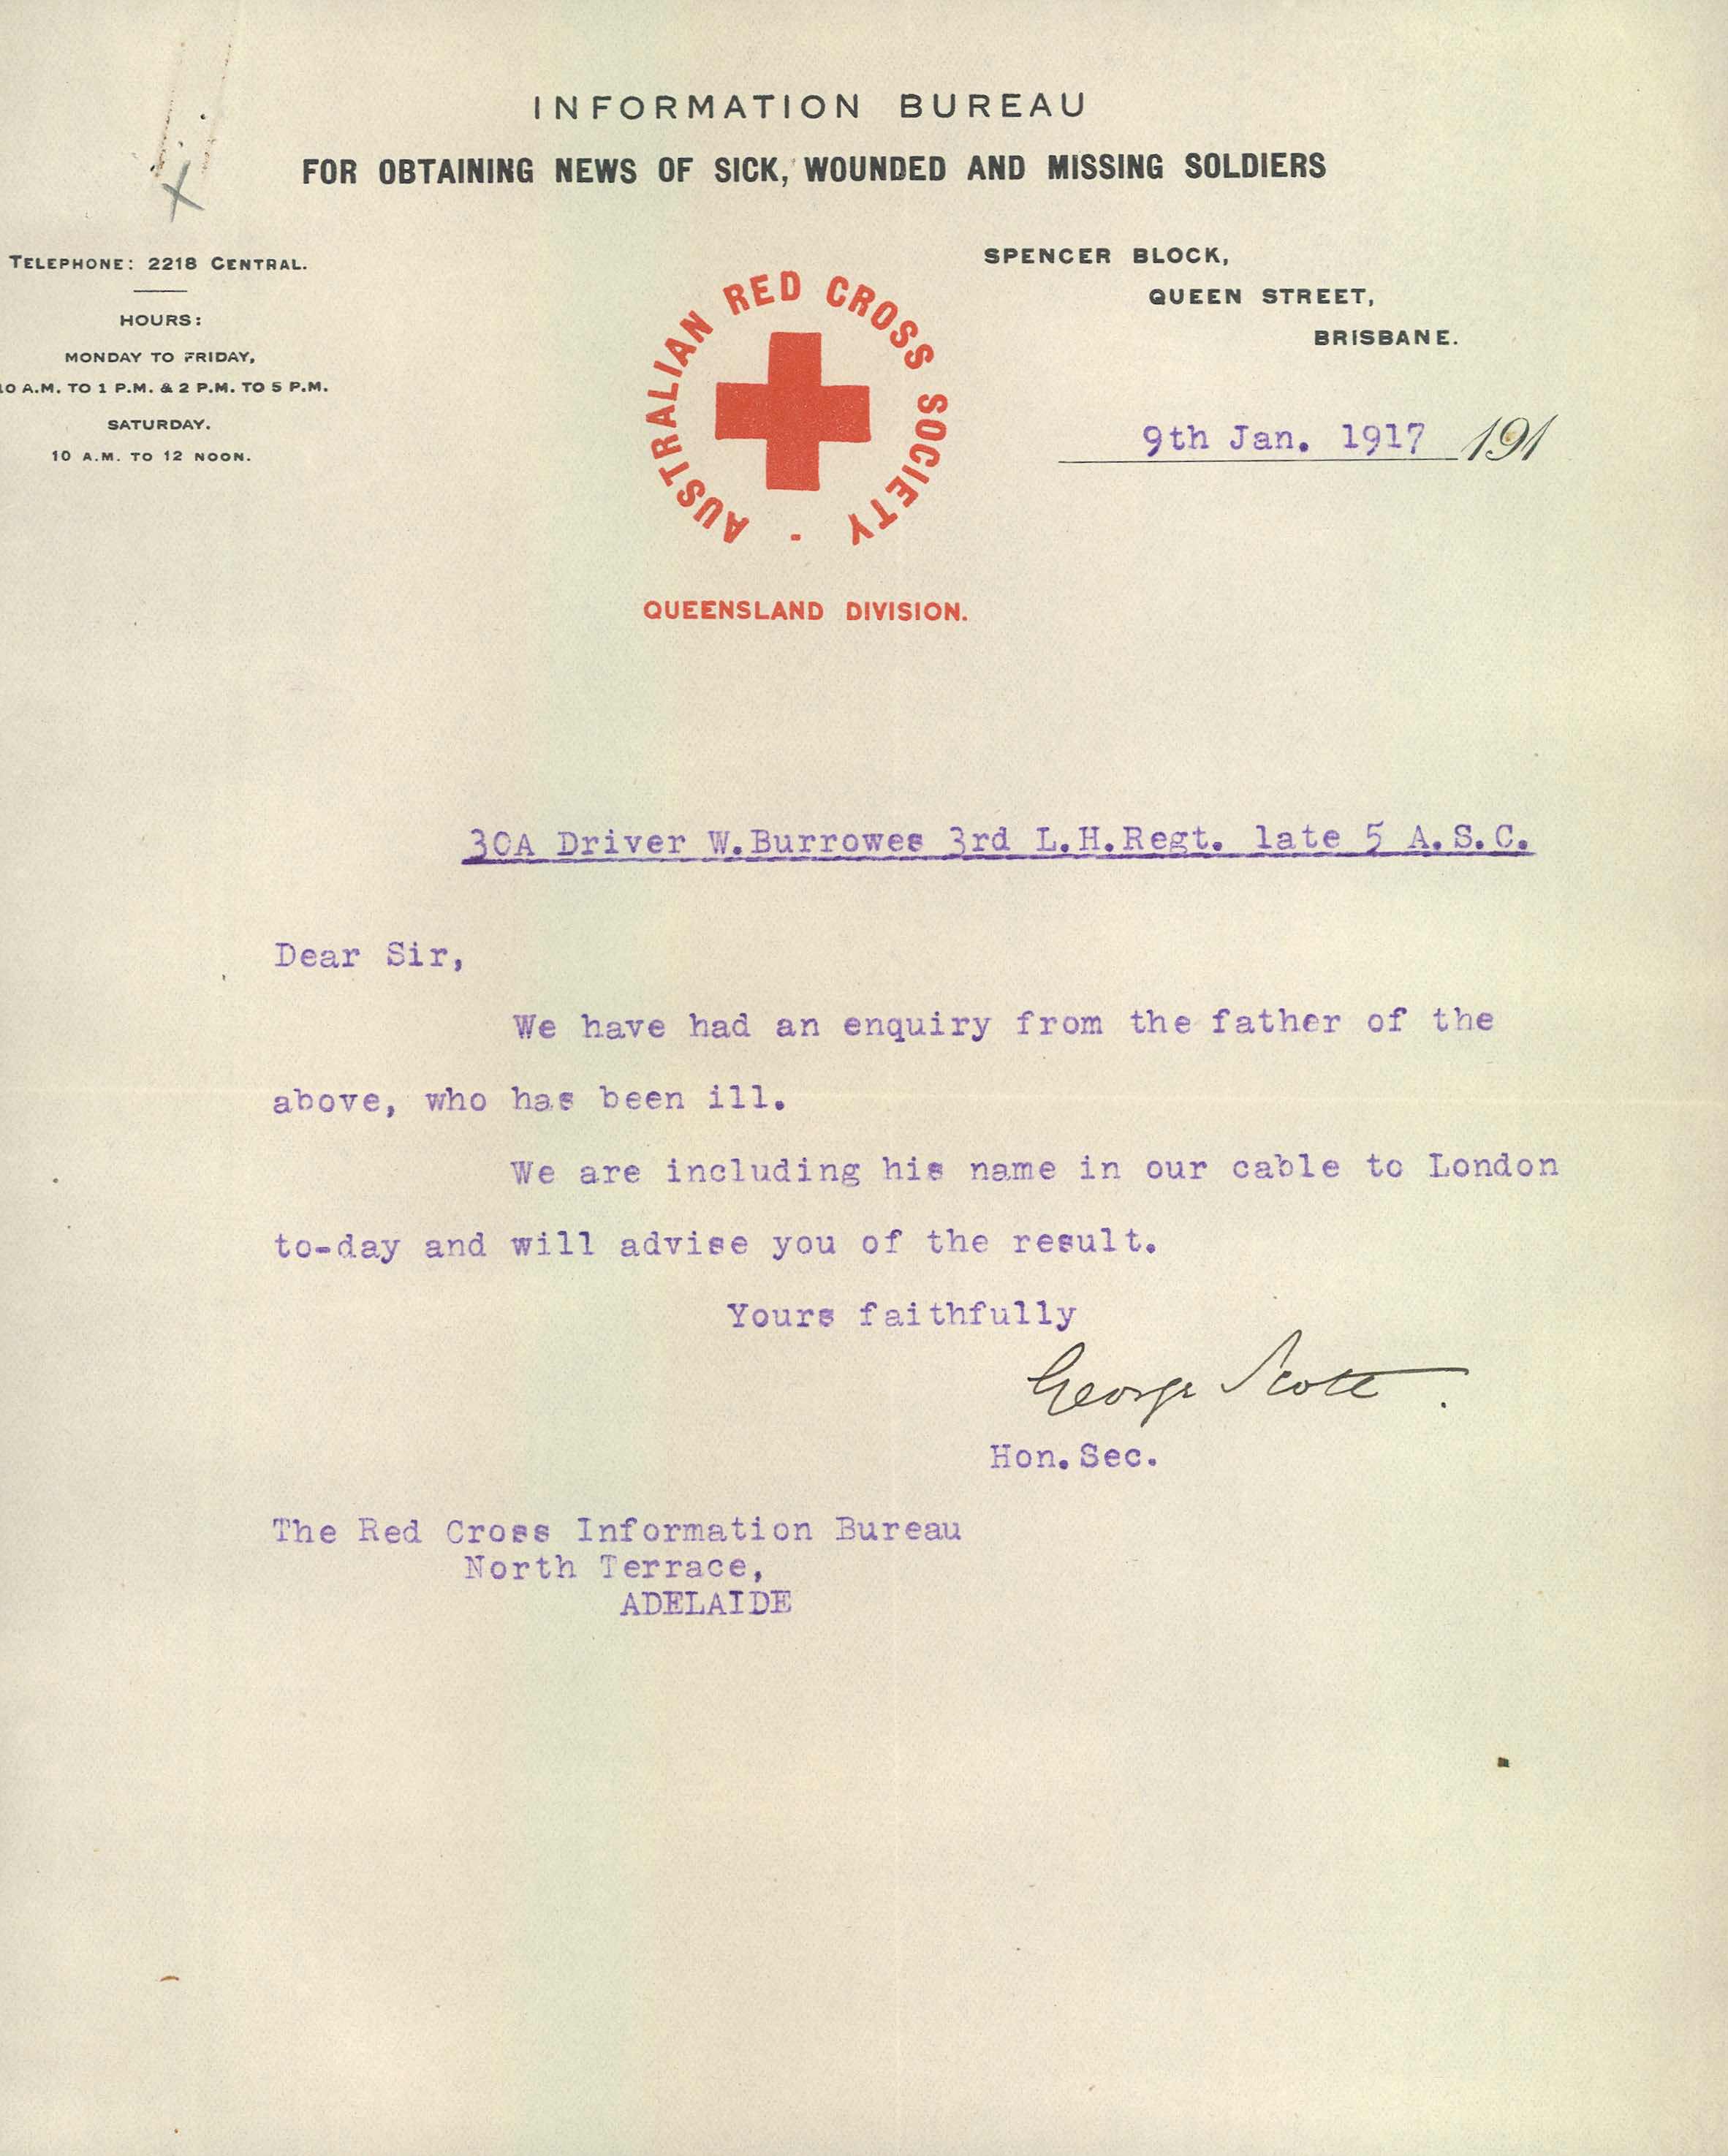 INFORMATION BUREAU
FOR OBTAINING NEWS OF SICK, WOUNDED AND MISSING SOLDIERS
TELEPHONE: 2218 CENTRAL.
HOURS:
MONDAY TO FRIDAY,
10 A.M. TO 1 P.M. & 2 P.M. TO 5 P.M.
SATURDAY.
10 A.M. TO 12 NOON.
AUSTRALIAN RED CROSS SOCIETY
QUEENSLAND DIVISION.
SPENCER BLOCK,
QUEEN STREET,
BRISBANE.
9th Jan. 1917 191
30A Driver W.Burrowes 3rd L.H.Regt. late 5 A.S.C.
Dear Sir,
We have had an enquiry from the father of the
above, who has been ill.
We are including his name in our cable to London
to-day and will advise you of the result.
Yours faithfully
George Scott.
Hon.Sec.
The Red Cross Information Bureau
North Terrace,
ADELAIDE